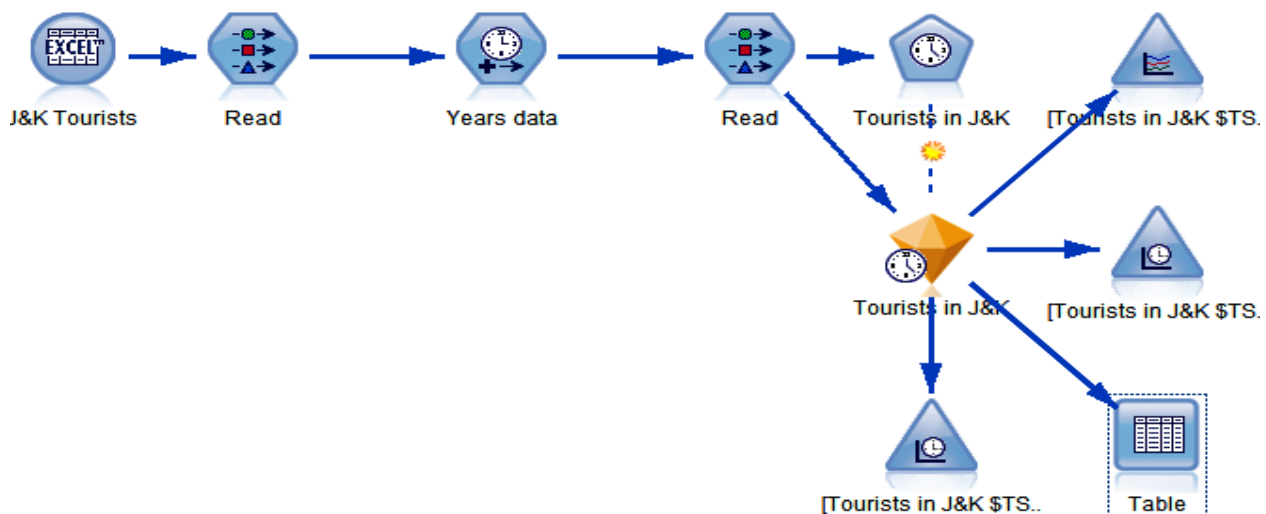 EXCEL™
J&K Tourists
Read
Years data
Read
Tourists in J&K
[Tourists in J&K $TS..
Tourists in J&K
[Tourists in J&K $TS..
[Tourists in J&K $TS..
Table